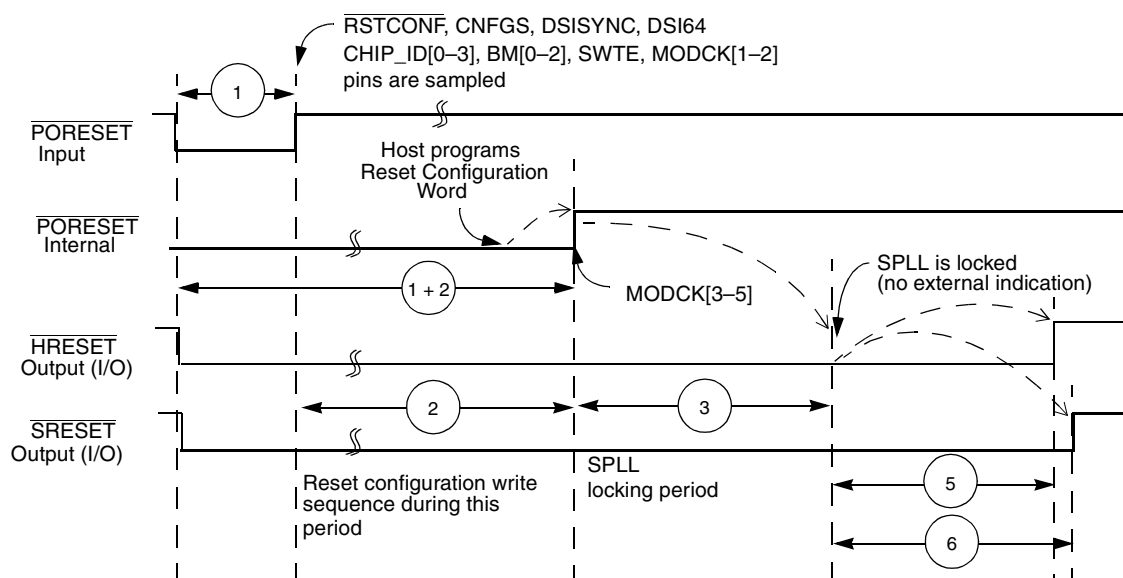 RSTCONF, CNFGS, DSISYNC, DSI64
CHIP_ID[0–3], BM[0–2], SWTE, MODCK[1–2]
pins are sampled
1
PORESET
Input
Host programs
Reset Configuration
Word
PORESET
Internal
1 + 2
MODCK[3–5]
SPLL is locked
(no external indication)
HRESET
Output (I/O)
2
3
SRESET
Output (I/O)
Reset configuration write
sequence during this
period
SPLL
locking period
5
6